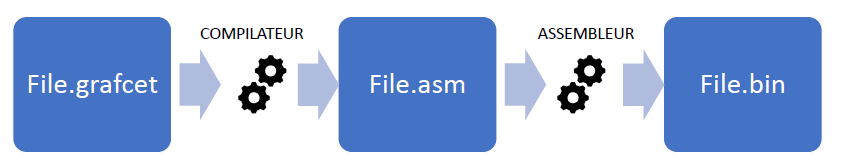 File.grafcet
COMPILATEUR
File.asm
ASSEMBLEUR
File.bin